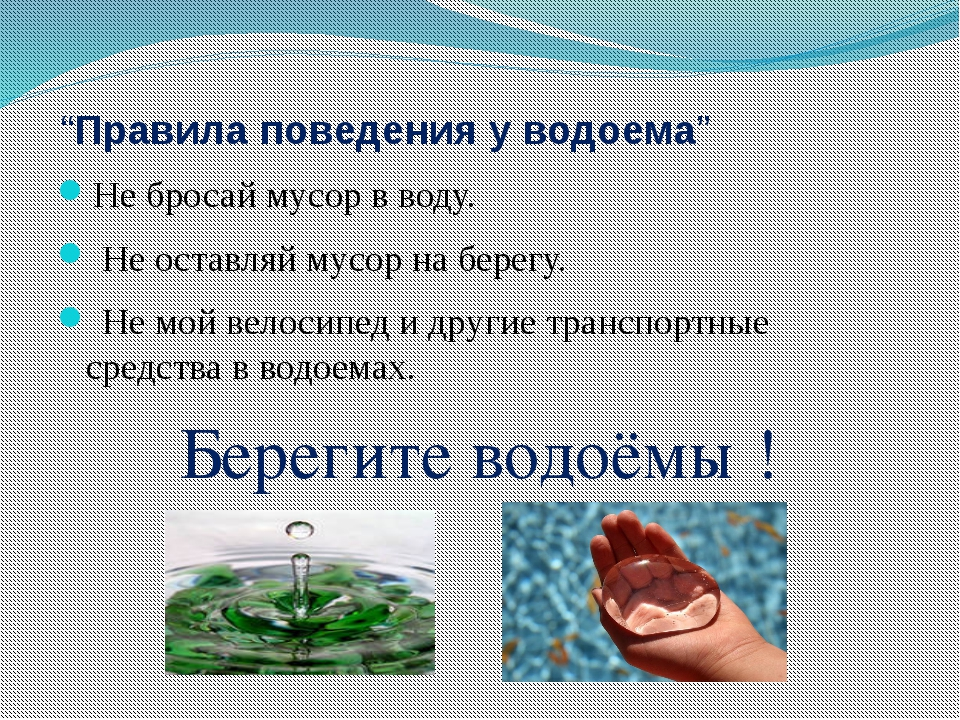 “Правила поведения у водоема”
Не бросай мусор в воду.
Не оставляй мусор на берегу.
Не мой велосипед и другие транспортные
средства в водоемах.
Берегите водоёмы !